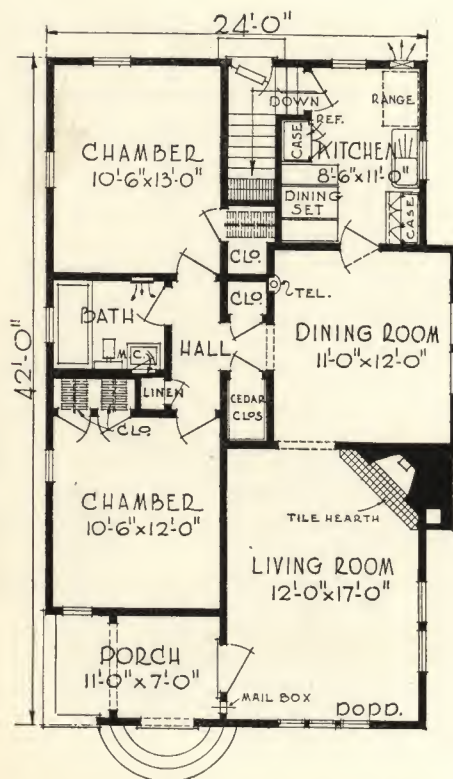 24'-0"
42'-0"
CHAMBER
10'-6"x13'-0"
DOWN
RANGE
REF.
CASE
KITCHEN
8'-6"x11'-0"
DINING
SET
CASE
CLO.
CLO.
TEL.
BATH
M.C.
HALL
DINING ROOM
11'-0"x12'-0"
LINEN
CEDAR
CLOS
CLO.
CHAMBER
10'-6"x12'-0"
TILE HEARTH
LIVING ROOM
12'-0"x17'-0"
PORCH
11'-0"x7'-0"
MAIL BOX
DODD.